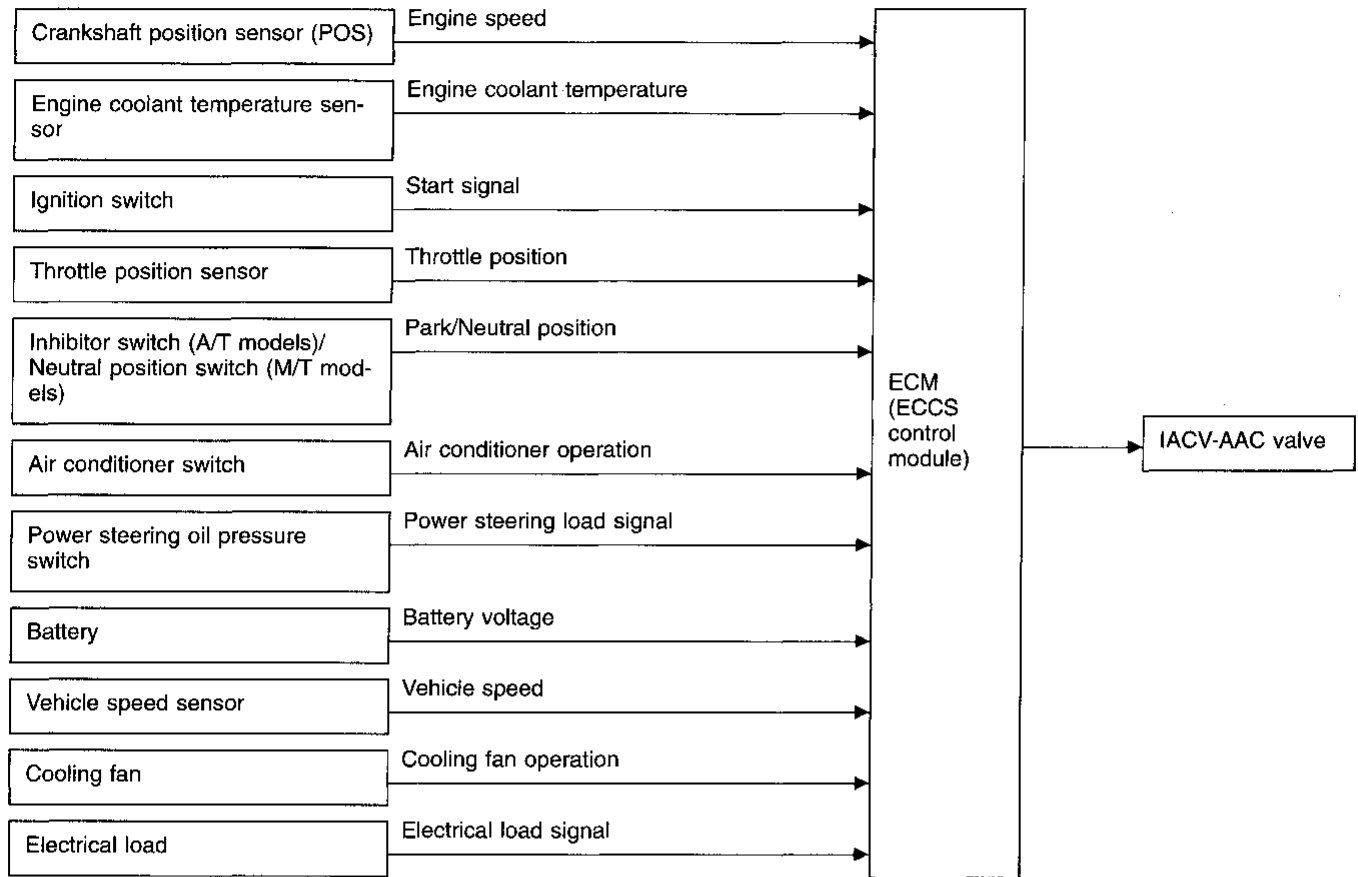 Crankshaft position sensor (POS)
Engine speed
Engine coolant temperature sen-
sor
Engine coolant temperature
Ignition switch
Start signal
Throttle position sensor
Throttle position
Inhibitor switch (A/T models)/
Neutral position switch (M/T mod-
els)
Park/Neutral position
Air conditioner switch
Air conditioner operation
Power steering oil pressure
switch
Power steering load signal
Battery
Battery voltage
Vehicle speed sensor
Vehicle speed
Cooling fan
Cooling fan operation
Electrical load
Electrical load signal
ECM
(ECCS
control
module)
IACV-AAC valve